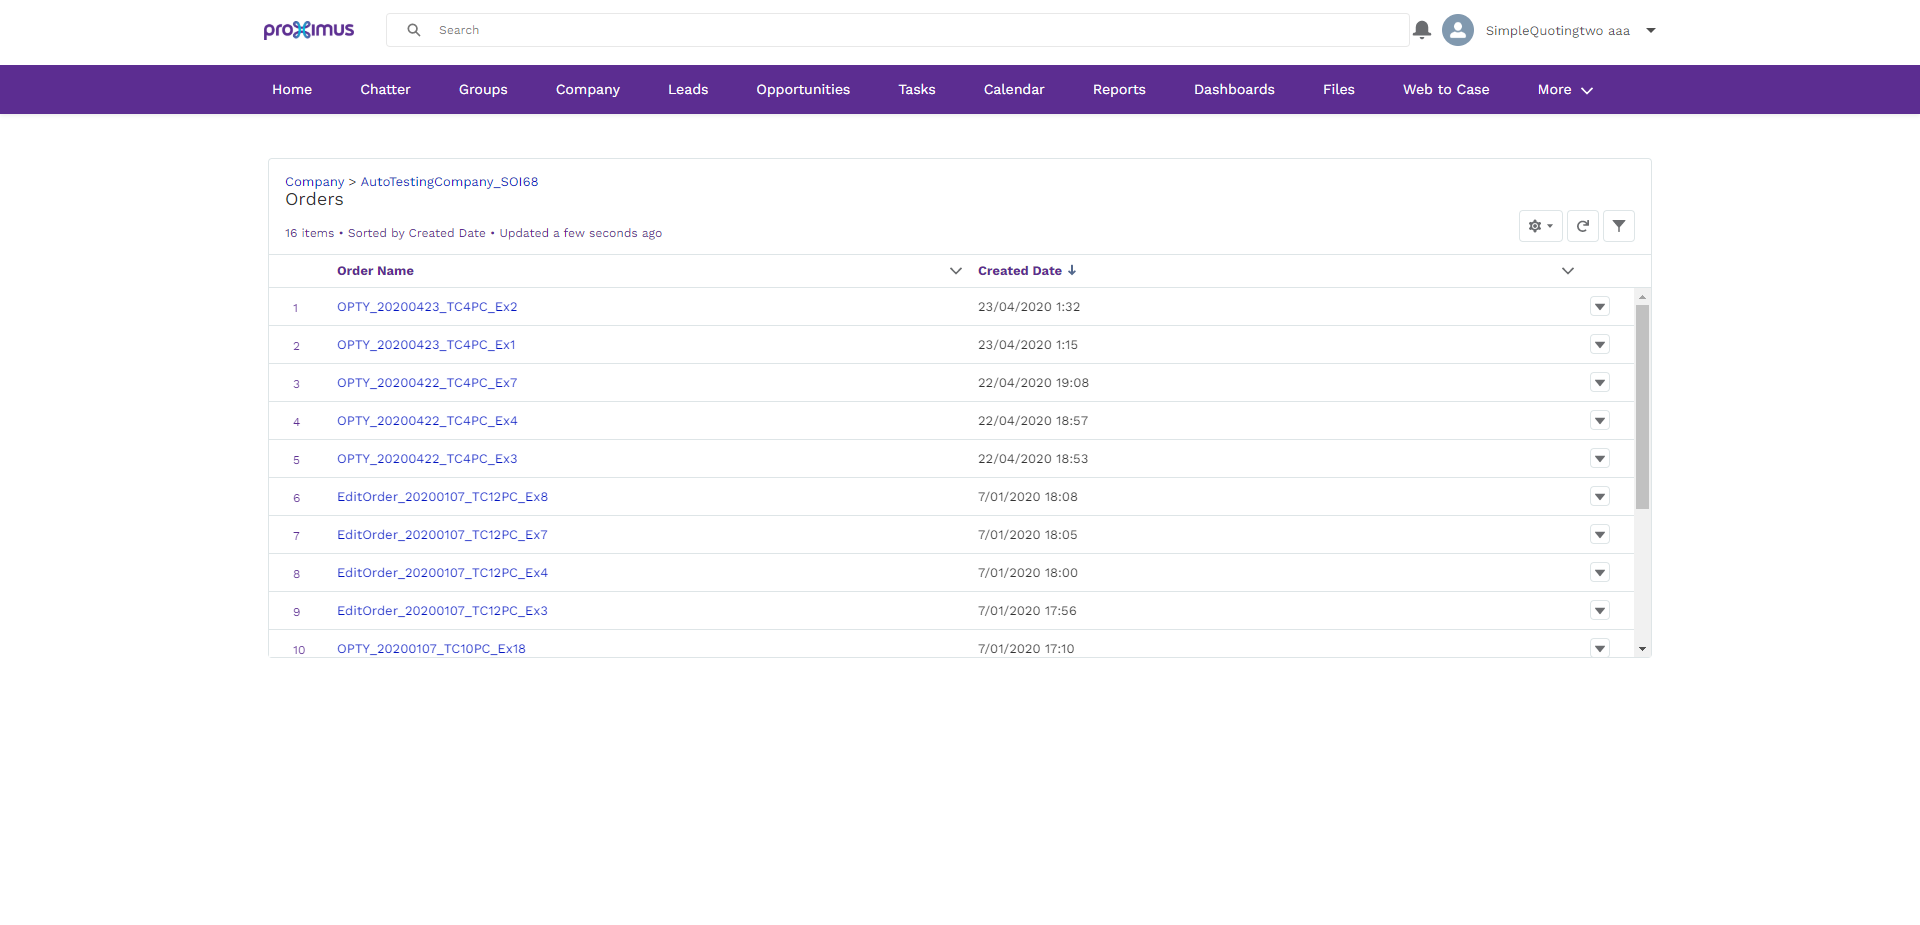 proximus
Search
SimpleQuotingtwo aaa
Home Chatter Groups Company Leads Opportunities Tasks Calendar Reports Dashboards Files Web to Case More
Company > AutoTestingCompany_SOI68
Orders
16 items • Sorted by Created Date • Updated a few seconds ago
Order Name Created Date
1 OPTY_20200423_TC4PC_Ex2 23/04/2020 1:32
2 OPTY_20200423_TC4PC_Ex1 23/04/2020 1:15
3 OPTY_20200422_TC4PC_Ex7 22/04/2020 19:08
4 OPTY_20200422_TC4PC_Ex4 22/04/2020 18:57
5 OPTY_20200422_TC4PC_Ex3 22/04/2020 18:53
6 EditOrder_20200107_TC12PC_Ex8 7/01/2020 18:08
7 EditOrder_20200107_TC12PC_Ex7 7/01/2020 18:05
8 EditOrder_20200107_TC12PC_Ex4 7/01/2020 18:00
9 EditOrder_20200107_TC12PC_Ex3 7/01/2020 17:56
10 OPTY_20200107_TC10PC_Ex18 7/01/2020 17:10